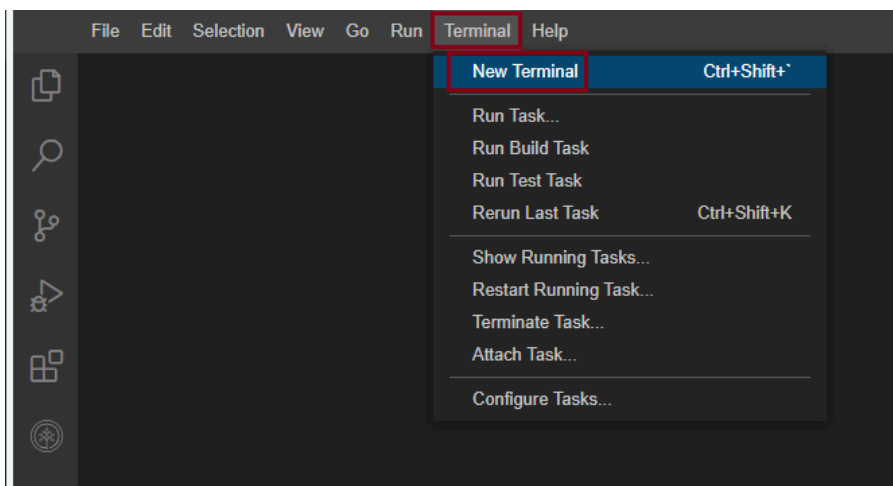 File Edit Selection View Go Run Terminal Help
New Terminal Ctrl+Shift+`
Run Task...
Run Build Task
Run Test Task
Rerun Last Task Ctrl+Shift+K
Show Running Tasks...
Restart Running Task...
Terminate Task...
Attach Task...
Configure Tasks...